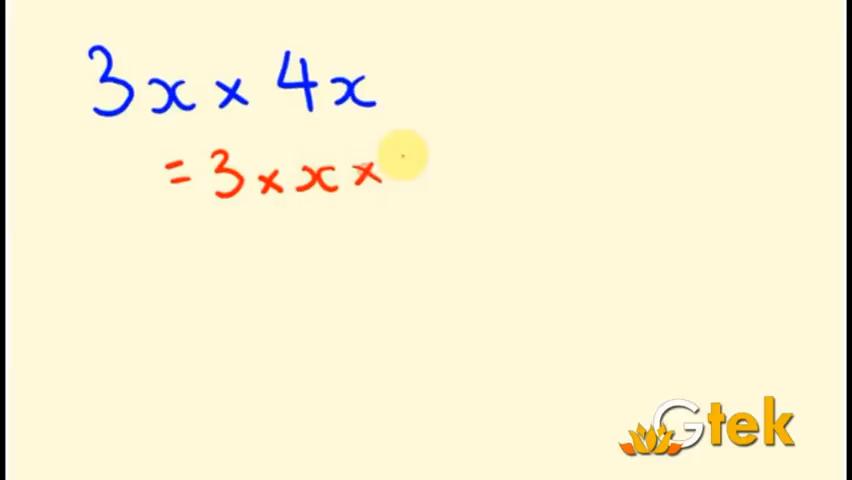 3x × 4x
= 3 × x ×
Gtek